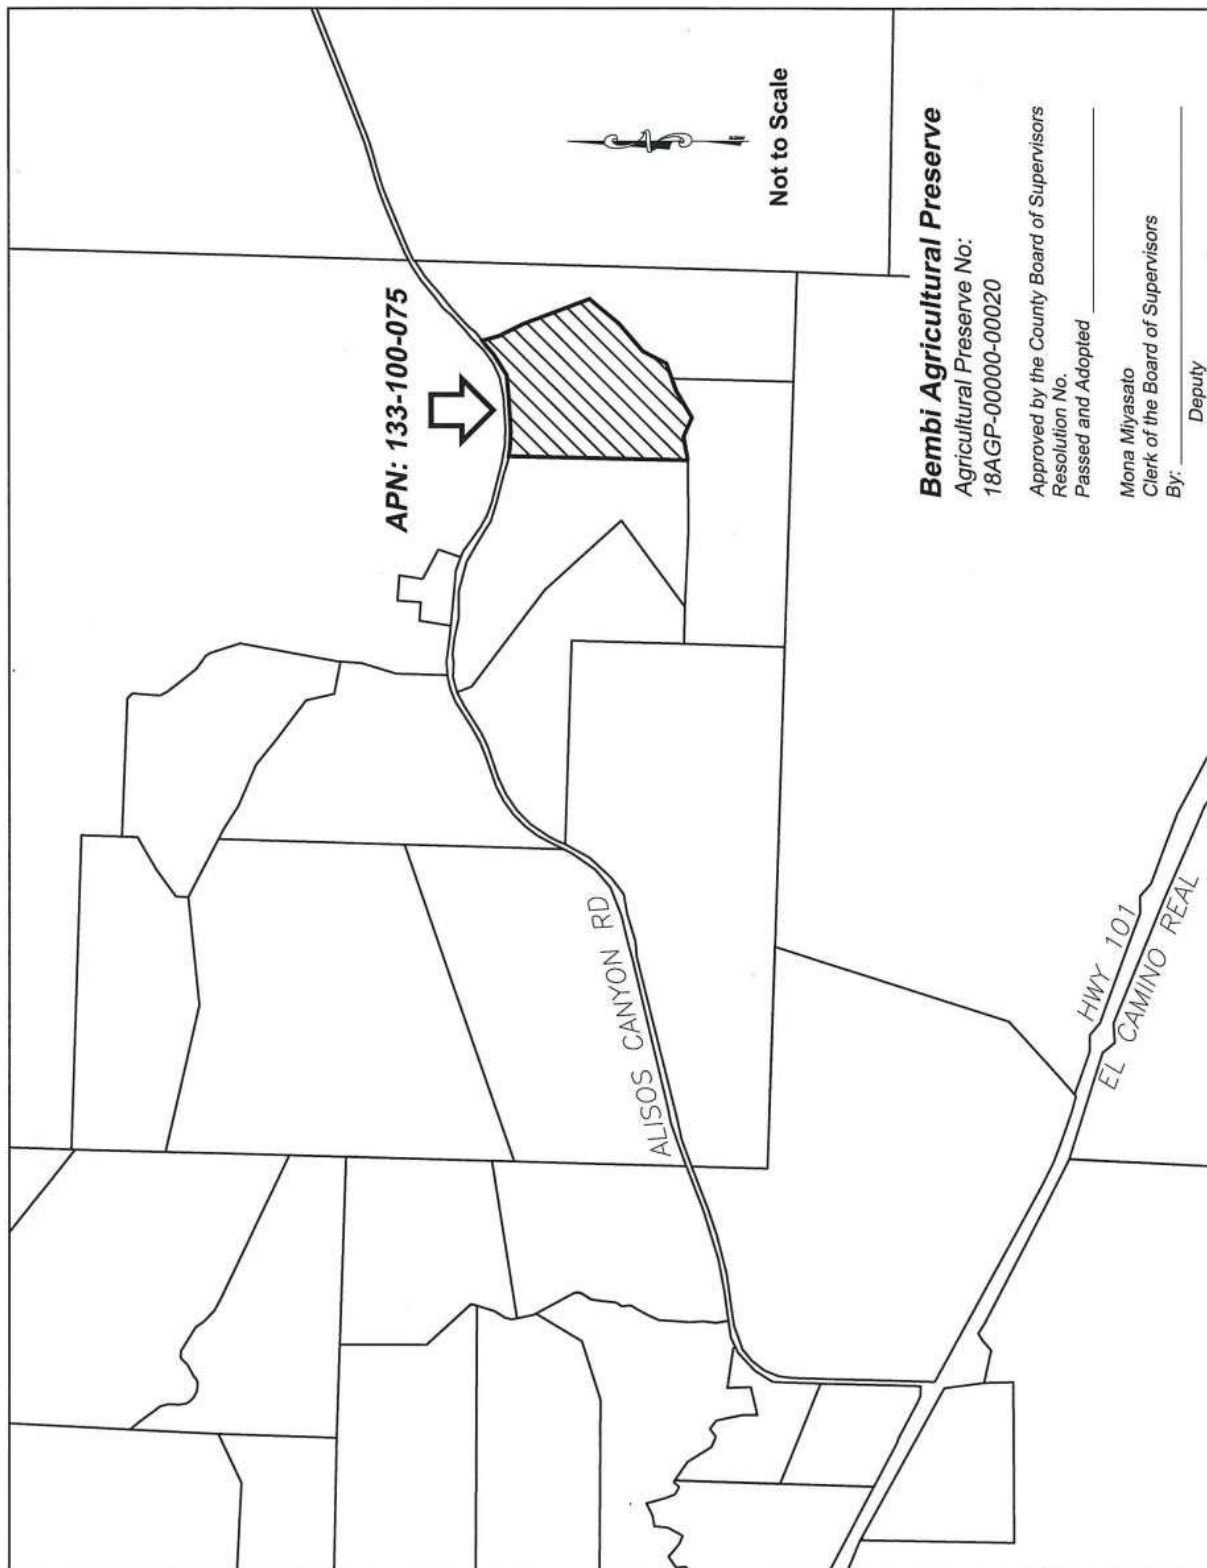 APN: 133-100-075
Not to Scale
ALISOS CANYON RD
HWY 101
EL CAMINO REAL
Bembi Agricultural Preserve
Agricultural Preserve No:
18AGP-00000-00020
Approved by the County Board of Supervisors
Resolution No.
Passed and Adopted
Mona Miyasato
Clerk of the Board of Supervisors
By:
Deputy